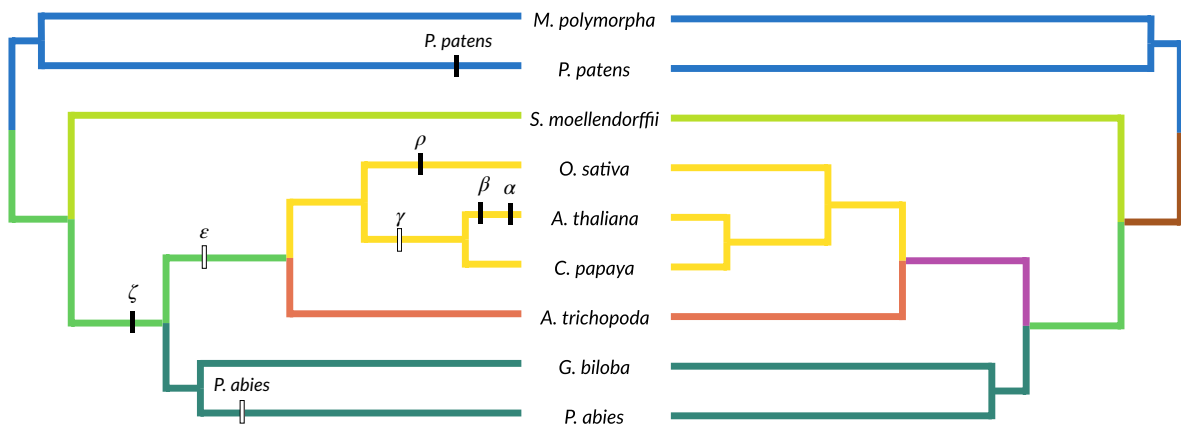 M. polymorpha
P. patens
P. patens
S. moellendorffii
ρ
O. sativa
β α
A. thaliana
γ
ε
C. papaya
ζ
A. trichopoda
G. biloba
P. abies
P. abies